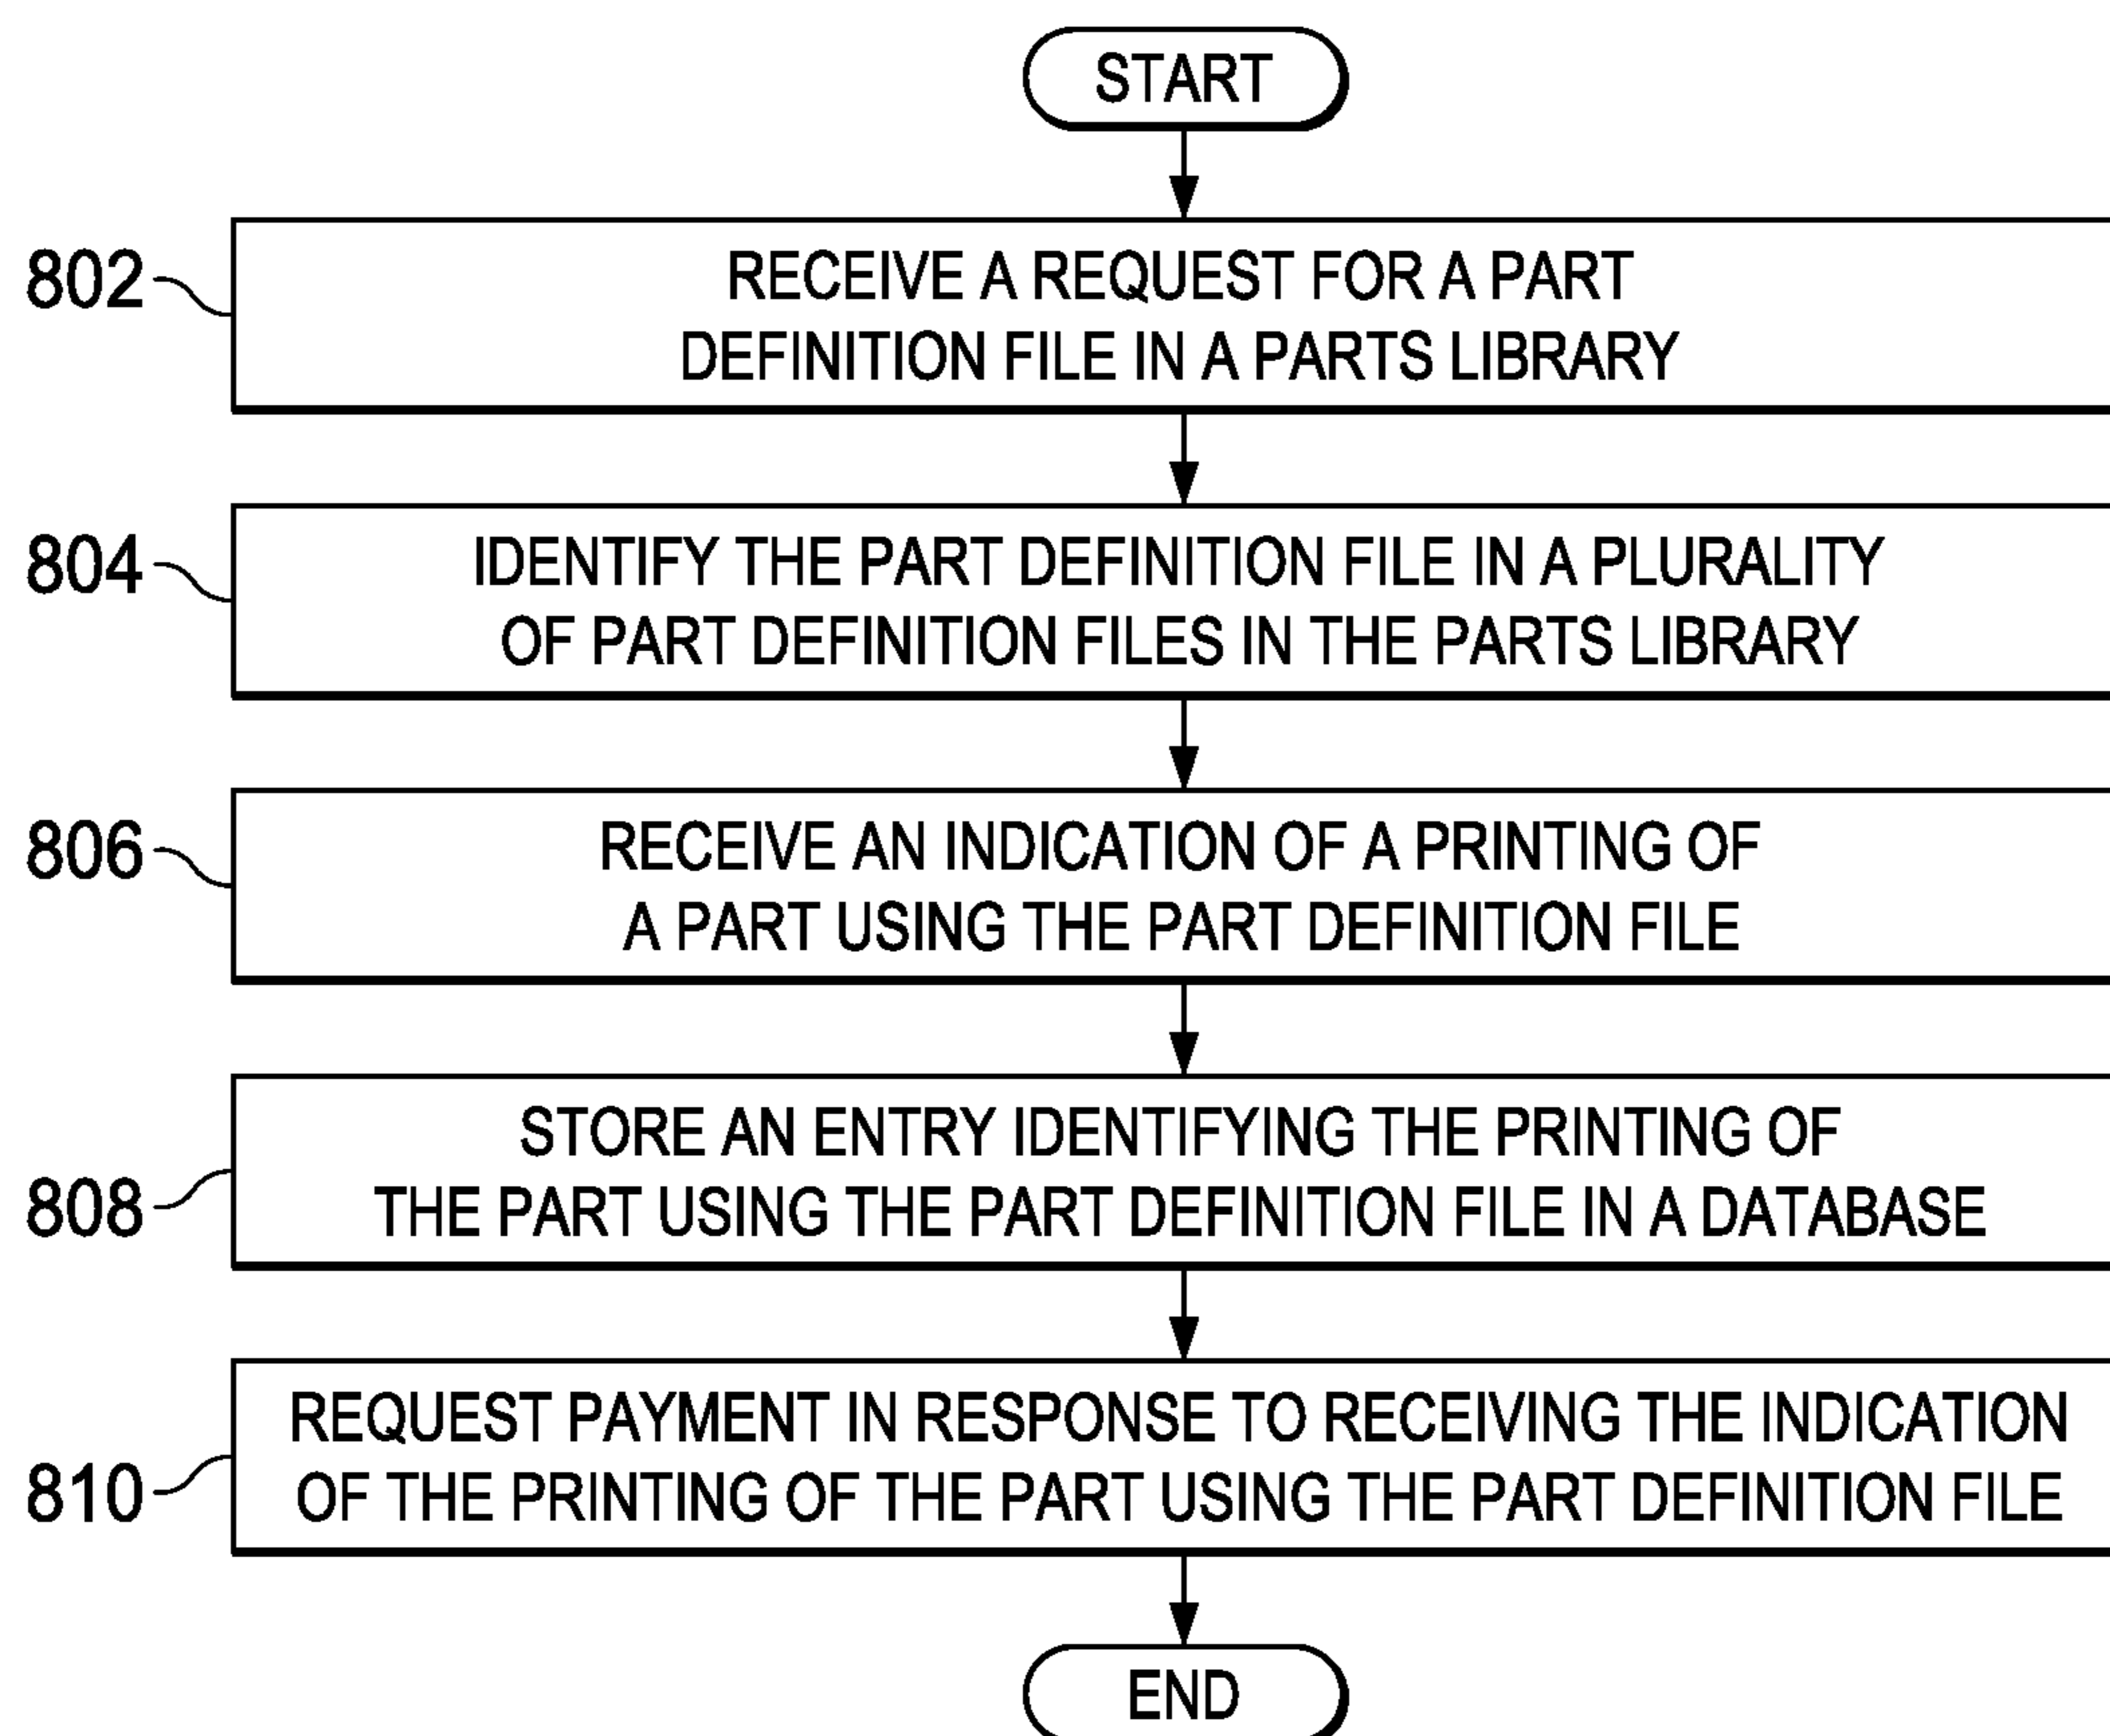 START
802
RECEIVE A REQUEST FOR A PART
DEFINITION FILE IN A PARTS LIBRARY
804
IDENTIFY THE PART DEFINITION FILE IN A PLURALITY
OF PART DEFINITION FILES IN THE PARTS LIBRARY
806
RECEIVE AN INDICATION OF A PRINTING OF
A PART USING THE PART DEFINITION FILE
808
STORE AN ENTRY IDENTIFYING THE PRINTING OF
THE PART USING THE PART DEFINITION FILE IN A DATABASE
810
REQUEST PAYMENT IN RESPONSE TO RECEIVING THE INDICATION
OF THE PRINTING OF THE PART USING THE PART DEFINITION FILE
END